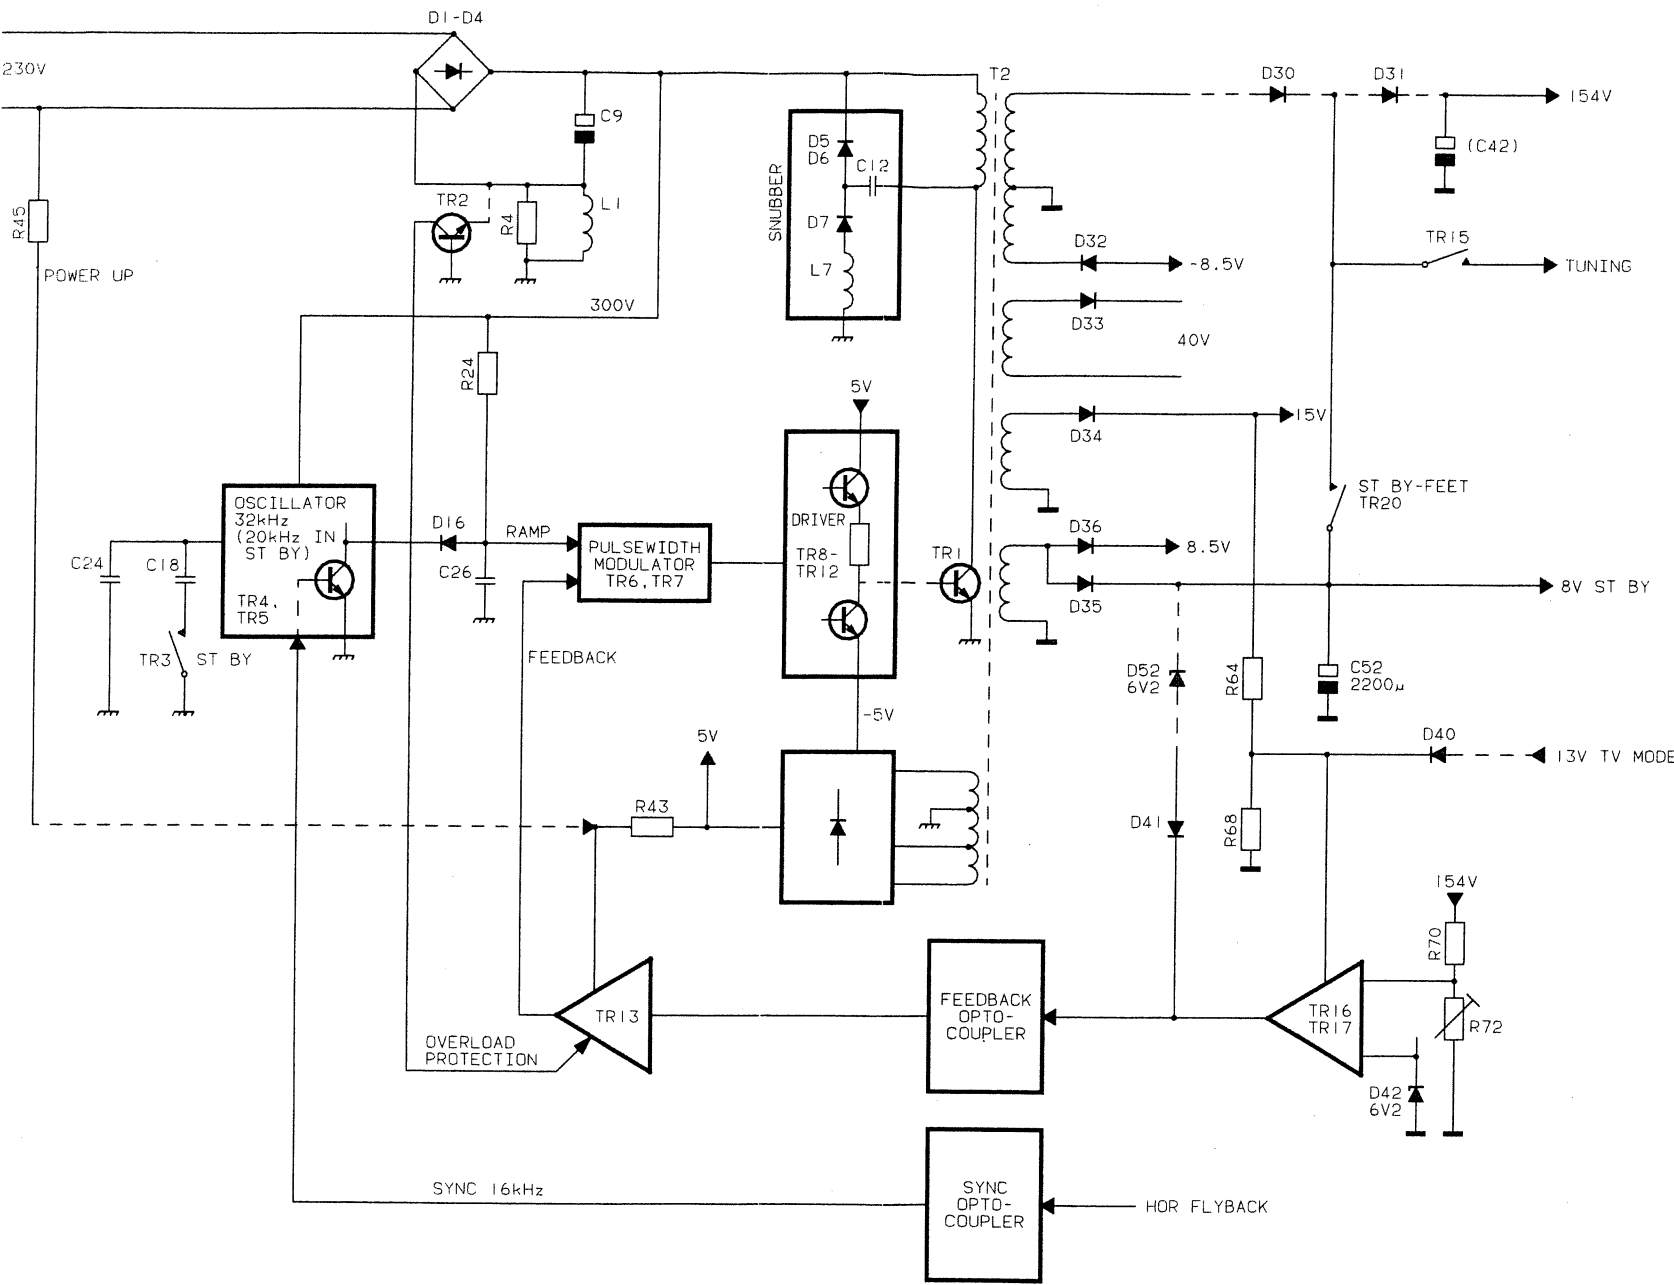 D1-D4
230V
C9
R45
POWER UP
TR2
R4
L1
300V
R24
SNUBBER
D5
D6
C12
D7
L7
T2
D30
D31
154V
(C42)
D32
-8.5V
D33
40V
TR15
TUNING
D34
15V
ST BY-FEET
TR20
D36
8.5V
D35
8V ST BY
C52
2200µ
D52
6V2
R64
D41
R68
D40
13V TV MODE
5V
DRIVER
TR8-
TR12
TR1
-5V
OSCILLATOR
32kHz
(20kHz IN
ST BY)
TR4,
TR5
C24
C18
TR3
ST BY
D16
RAMP
C26
PULSEWIDTH
MODULATOR
TR6,TR7
FEEDBACK
5V
R43
TR13
OVERLOAD
PROTECTION
FEEDBACK
OPTO-
COUPLER
TR16
TR17
154V
R70
R72
D42
6V2
SYNC 16kHz
SYNC
OPTO-
COUPLER
HOR FLYBACK